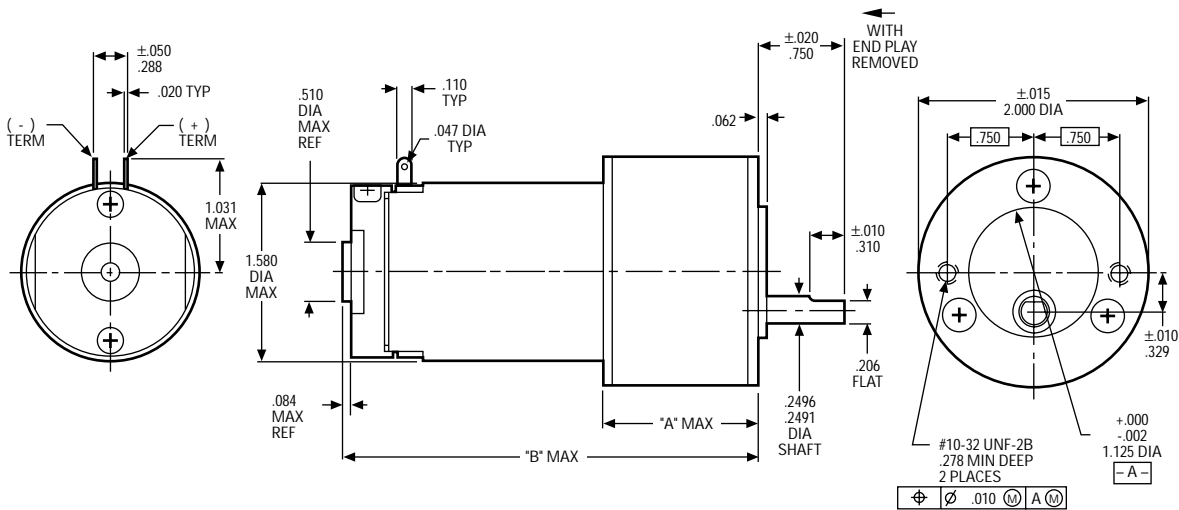 ±.050
.288
.020 TYP
( - )
TERM
( + )
TERM
1.031
MAX
.510
DIA
MAX
REF
.110
TYP
.047 DIA
TYP
1.580
DIA
MAX
.084
MAX
REF
"A" MAX
"B" MAX
WITH
END PLAY
REMOVED
±.020
.750
.062
±.010
.310
.206
FLAT
.2496
.2491
DIA
SHAFT
±.015
2.000 DIA
.750
.750
±.010
.329
+.000
-.002
1.125 DIA
- A -
#10-32 UNF-2B
.278 MIN DEEP
2 PLACES
⌖ Ø .010 Ⓜ A Ⓜ